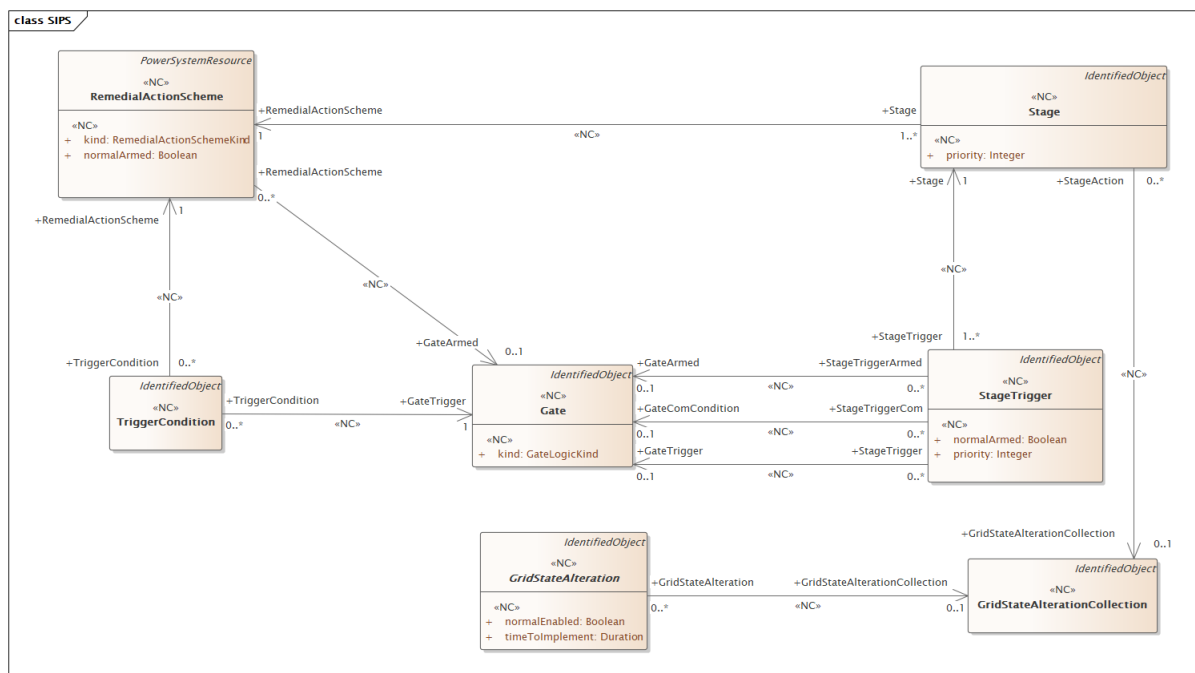 class SIPS
PowerSystemResource
«NC»
RemedialActionScheme
«NC»
+ kind: RemedialActionSchemeKind
+ normalArmed: Boolean
IdentifiedObject
«NC»
Stage
«NC»
+ priority: Integer
+RemedialActionScheme
+Stage
1
«NC»
1..*
+RemedialActionScheme
0..*
+Stage
1
+StageAction
0..*
+RemedialActionScheme
1
«NC»
«NC»
«NC»
+GateArmed
0..1
+StageTrigger
1..*
+TriggerCondition
0..*
«NC»
IdentifiedObject
«NC»
TriggerCondition
+TriggerCondition
+GateTrigger
0..*
«NC»
1
IdentifiedObject
«NC»
Gate
«NC»
+ kind: GateLogicKind
+GateArmed
+StageTriggerArmed
0..1
«NC»
0..*
+GateComCondition
+StageTriggerCom
0..1
«NC»
0..*
+GateTrigger
+StageTrigger
0..1
«NC»
0..*
IdentifiedObject
«NC»
StageTrigger
«NC»
+ normalArmed: Boolean
+ priority: Integer
+GridStateAlterationCollection
0..1
IdentifiedObject
«NC»
GridStateAlteration
«NC»
+ normalEnabled: Boolean
+ timeToImplement: Duration
+GridStateAlteration
+GridStateAlterationCollection
0..*
«NC»
0..1
IdentifiedObject
«NC»
GridStateAlterationCollection